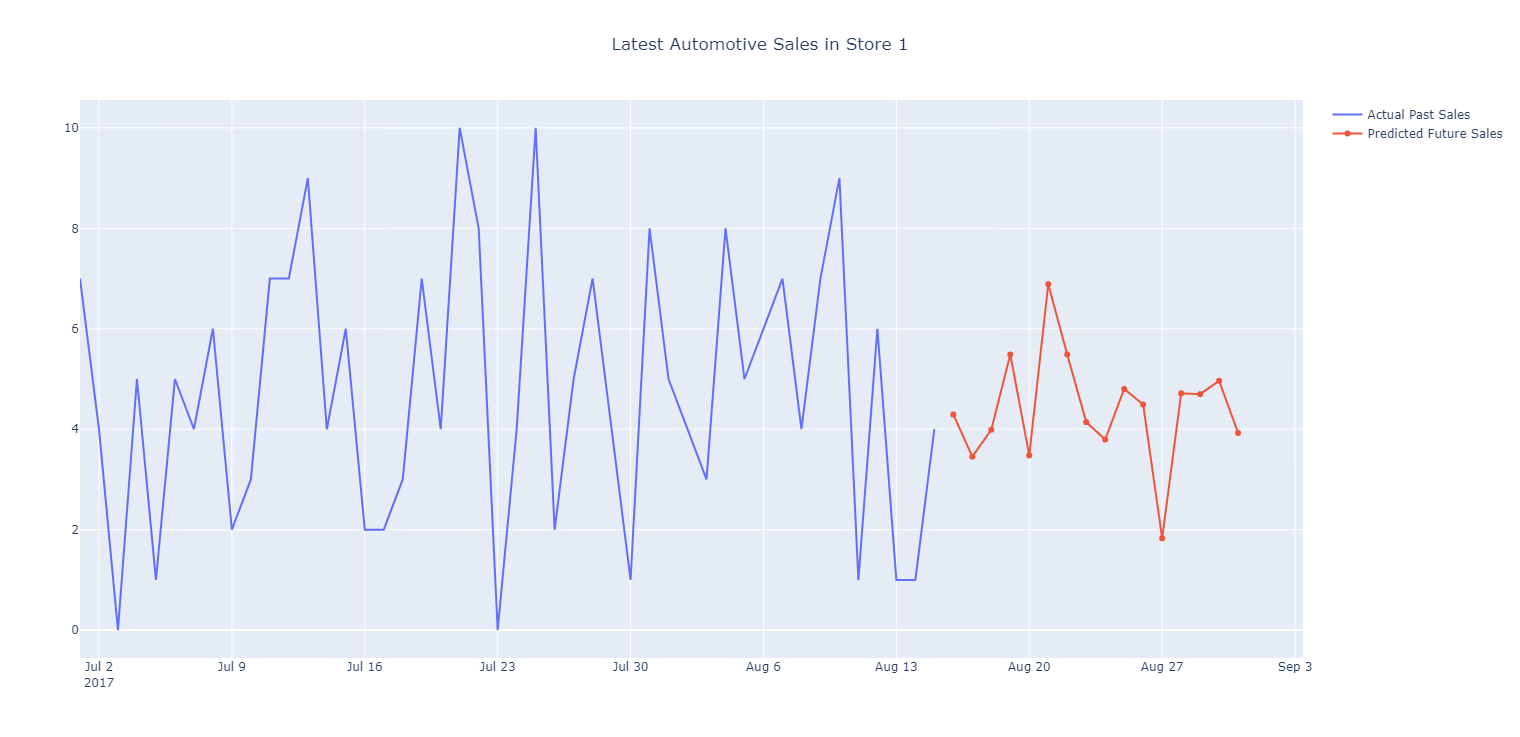 Latest Automotive Sales in Store 1
Actual Past Sales
Predicted Future Sales
10
8
6
4
2
0
Jul 2
2017
Jul 9
Jul 16
Jul 23
Jul 30
Aug 6
Aug 13
Aug 20
Aug 27
Sep 3